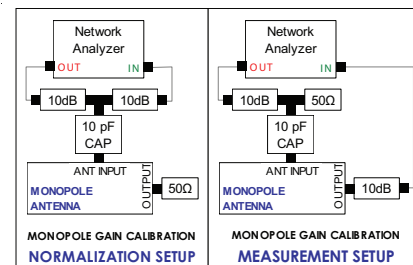 Network
Analyzer
OUT
IN
10dB
10dB
10 pF
CAP
ANT INPUT
MONOPOLE
ANTENNA
OUTPUT
50Ω
MONOPOLE GAIN CALIBRATION
NORMALIZATION SETUP
Network
Analyzer
OUT
IN
10dB
50Ω
10 pF
CAP
ANT INPUT
MONOPOLE
ANTENNA
OUTPUT
10dB
MONOPOLE GAIN CALIBRATION
MEASUREMENT SETUP